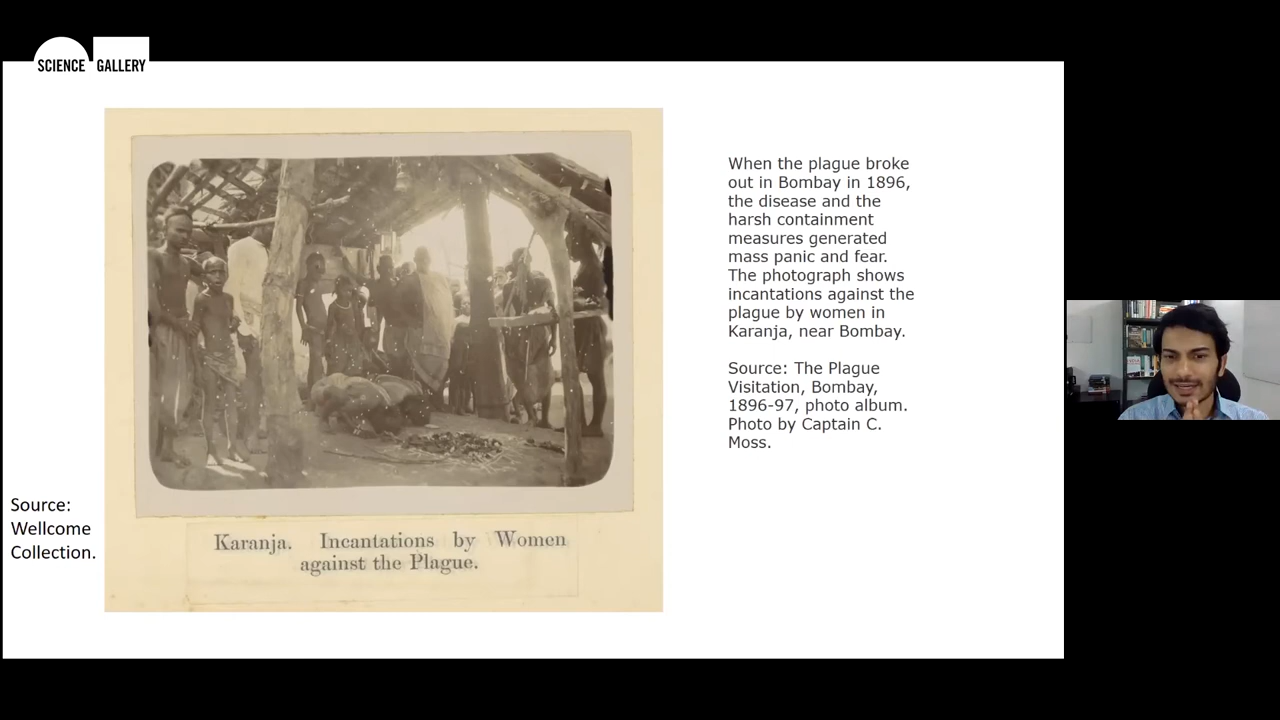 SCIENCE GALLERY
When the plague broke
out in Bombay in 1896,
the disease and the
harsh containment
measures generated
mass panic and fear.
The photograph shows
incantations against the
plague by women in
Karanja, near Bombay.
Source: The Plague
Visitation, Bombay,
1896-97, photo album.
Photo by Captain C.
Moss.
Source:
Wellcome
Collection.
Karanja. Incantations by Women
against the Plague.